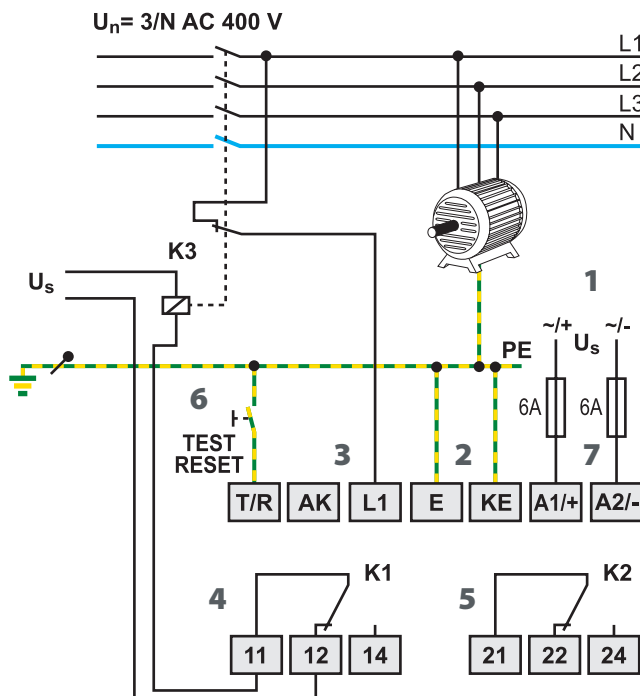 Un= 3/N AC 400 V
L1
L2
L3
N
K3
Us
1
~/+ Us ~/-
PE
6A 6A
6
TEST
RESET
3 2 7
T/R AK L1 E KE A1/+ A2/-
4 K1 5 K2
11 12 14 21 22 24